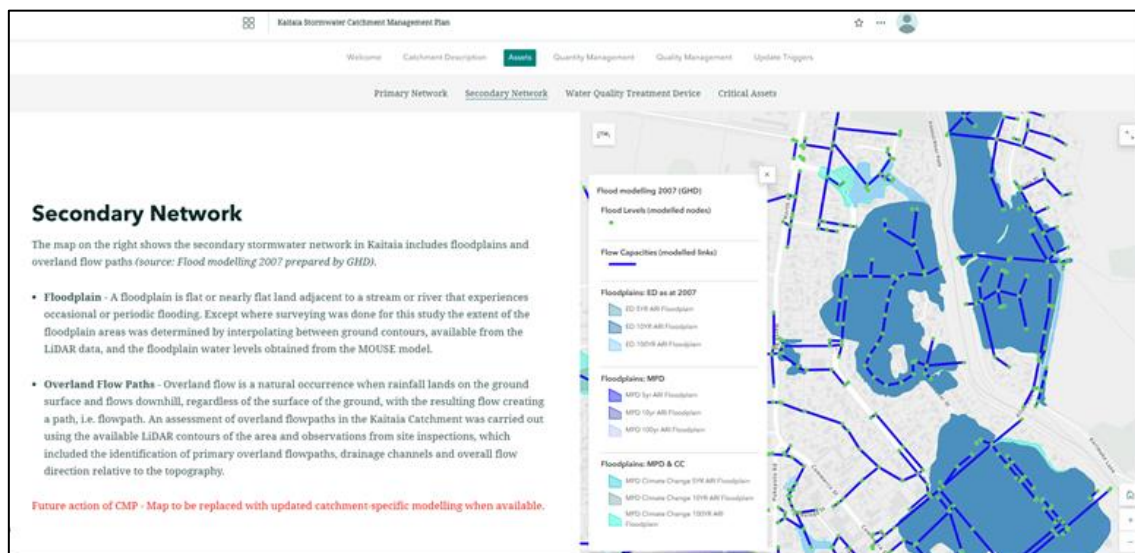 Kaitaia Stormwater Catchment Management Plan
Welcome Catchment Description Assets Quantity Management Quality Management Update Triggers
Primary Network Secondary Network Water Quality Treatment Device Critical Assets
Secondary Network
The map on the right shows the secondary stormwater network in Kaitaia includes floodplains and
overland flow paths (source: Flood modelling 2007 prepared by GHD).
• Floodplain - A floodplain is flat or nearly flat land adjacent to a stream or river that experiences
occasional or periodic flooding. Except where surveying was done for this study the extent of the
floodplain areas was determined by interpolating between ground contours, available from the
LiDAR data, and the floodplain water levels obtained from the MOUSE model.
• Overland Flow Paths - Overland flow is a natural occurrence when rainfall lands on the ground
surface and flows downhill, regardless of the surface of the ground, with the resulting flow creating
a path, i.e. flowpath. An assessment of overland flowpaths in the Kaitaia Catchment was carried out
using the available LiDAR contours of the area and observations from site inspections, which
included the identification of primary overland flowpaths, drainage channels and overall flow
direction relative to the topography.
Future action of CMP - Map to be replaced with updated catchment-specific modelling when available.
Flood modelling 2007 (GHD)
Flood Levels (modelled nodes)
Flow Capacities (modelled links)
Floodplains: ED as at 2007
ED 5YR ARI Floodplain
ED 10YR ARI Floodplain
ED 100YR ARI Floodplain
Floodplains: MPD
MPD 5yr ARI Floodplain
MPD 10yr ARI Floodplain
MPD 100yr ARI Floodplain
Floodplains: MPD & CC
MPD Climate Change 5YR ARI Floodplain
MPD Climate Change 10YR ARI Floodplain
MPD Climate Change 100YR ARI
Floodplain